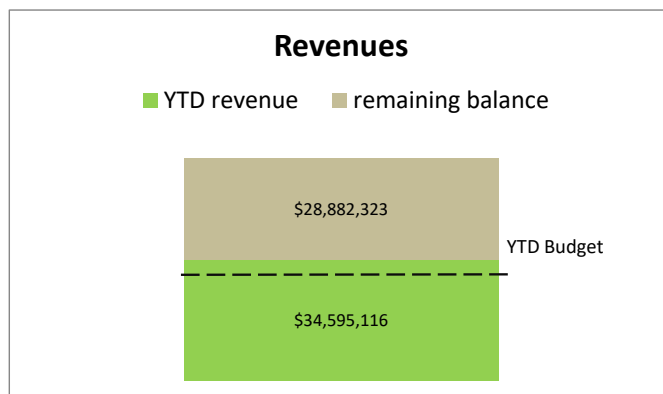 Revenues
YTD revenue remaining balance
$28,882,323
YTD Budget
$34,595,116